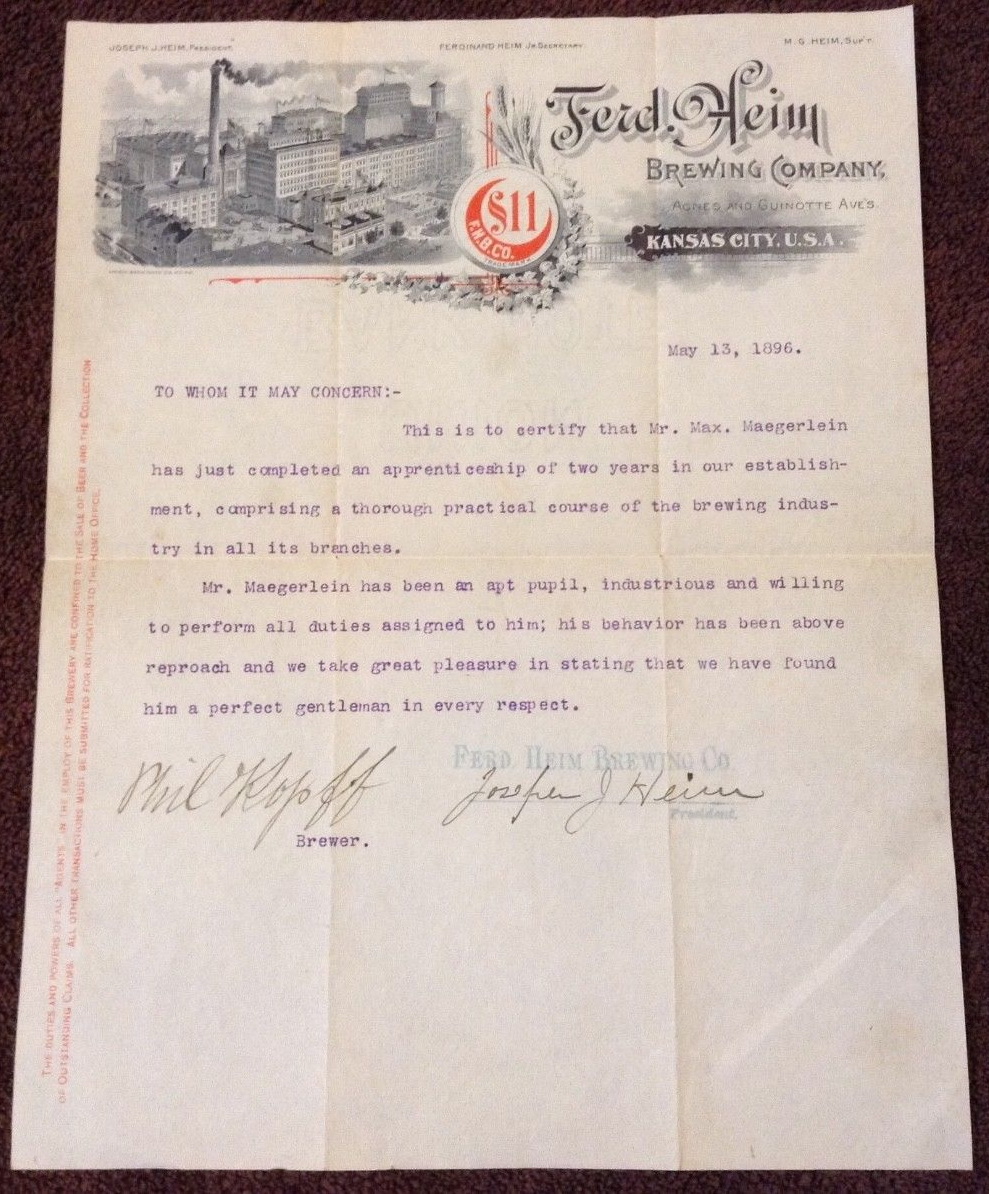 JOSEPH J. HEIM, PRESIDENT.
FERDINAND HEIM JR. SECRETARY.
M. G. HEIM, SUP'T.
Ferd. Heim
BREWING COMPANY,
AGNES AND GUINOTTE AVE'S.
KANSAS CITY, U.S.A.
§11
F.H.B.CO.
TRADE MARK
May 13, 1896.
TO WHOM IT MAY CONCERN:-
This is to certify that Mr. Max. Maegerlein
has just completed an apprenticeship of two years in our establish-
ment, comprising a thorough practical course of the brewing indus-
try in all its branches.
Mr. Maegerlein has been an apt pupil, industrious and willing
to perform all duties assigned to him; his behavior has been above
reproach and we take great pleasure in stating that we have found
him a perfect gentleman in every respect.
FERD. HEIM BREWING CO
Phil Kopff
Joseph J Heim
President.
Brewer.
THE DUTIES AND POWERS OF ALL "AGENTS" IN THE EMPLOY OF THIS BREWERY ARE CONFINED TO THE SALE OF BEER AND THE COLLECTION
OF OUTSTANDING CLAIMS. ALL OTHER TRANSACTIONS MUST BE SUBMITTED FOR RATIFICATION TO THE HOME OFFICE.